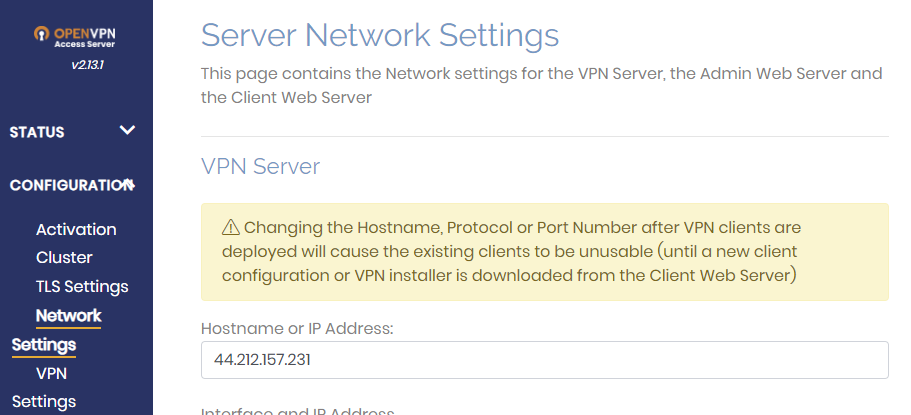 OPENVPN
Access Server
v2.13.1
STATUS
CONFIGURATION
Activation
Cluster
TLS Settings
Network
Settings
VPN
Settings
Server Network Settings
This page contains the Network settings for the VPN Server, the Admin Web Server and
the Client Web Server
VPN Server
Changing the Hostname, Protocol or Port Number after VPN clients are
deployed will cause the existing clients to be unusable (until a new client
configuration or VPN installer is downloaded from the Client Web Server)
Hostname or IP Address:
44.212.157.231
Interface and IP Address